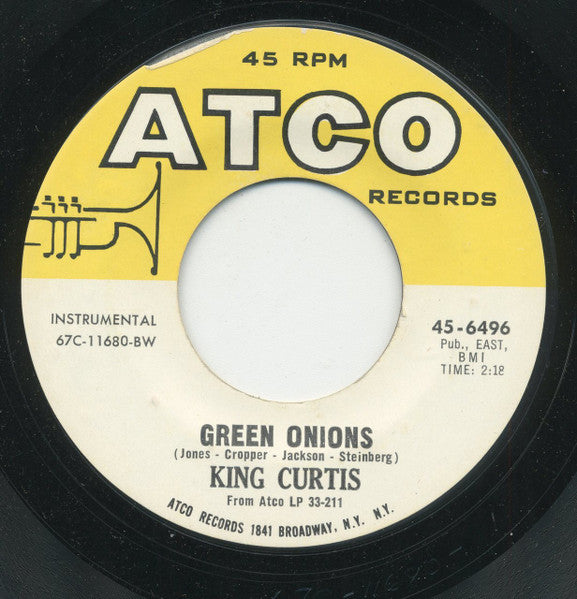 45 RPM
ATCO
RECORDS
INSTRUMENTAL
67C-11680-BW
45-6496
Pub., EAST,
BMI
TIME: 2:18
GREEN ONIONS
(Jones - Cropper - Jackson - Steinberg)
KING CURTIS
From Atco LP 33-211
ATCO RECORDS 1841 BROADWAY, N.Y. N.Y.